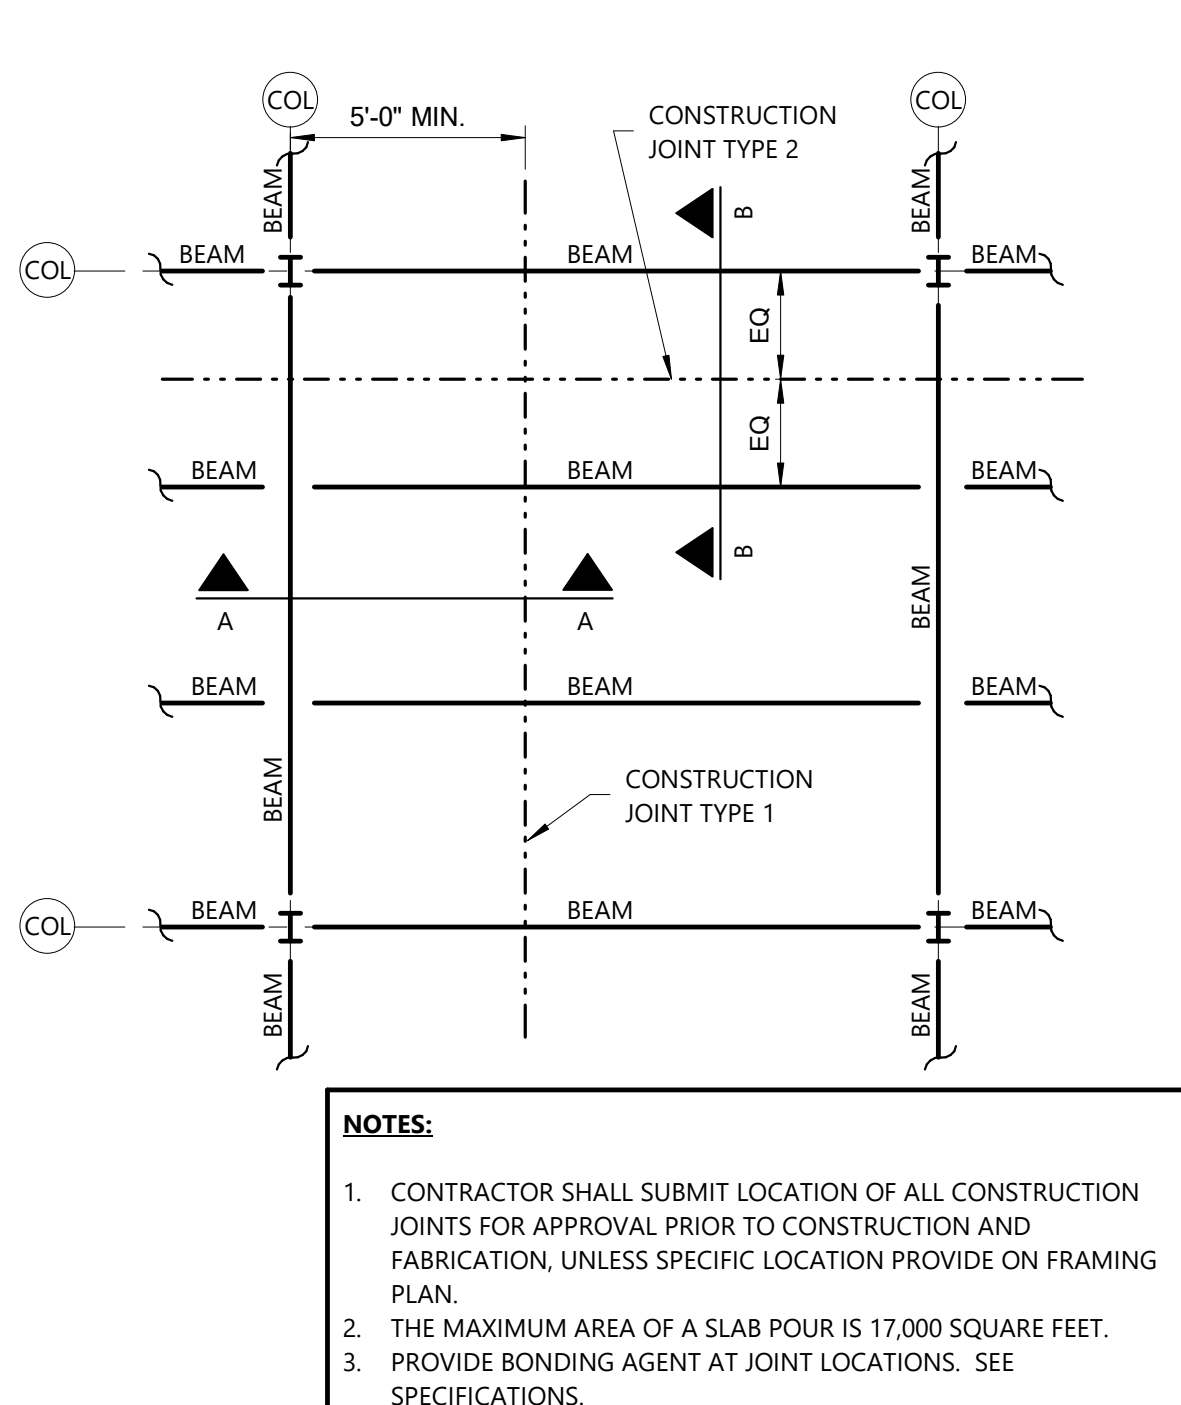 COL
COL
5'-0" MIN.
CONSTRUCTION
JOINT TYPE 2
BEAM
BEAM
B
COL
BEAM
BEAM
BEAM
EQ
EQ
BEAM
BEAM
BEAM
B
A
A
BEAM
BEAM
BEAM
BEAM
BEAM
CONSTRUCTION
JOINT TYPE 1
COL
BEAM
BEAM
BEAM
BEAM
BEAM
NOTES:
1. CONTRACTOR SHALL SUBMIT LOCATION OF ALL CONSTRUCTION
JOINTS FOR APPROVAL PRIOR TO CONSTRUCTION AND
FABRICATION, UNLESS SPECIFIC LOCATION PROVIDE ON FRAMING
PLAN.
2. THE MAXIMUM AREA OF A SLAB POUR IS 17,000 SQUARE FEET.
3. PROVIDE BONDING AGENT AT JOINT LOCATIONS. SEE
SPECIFICATIONS.